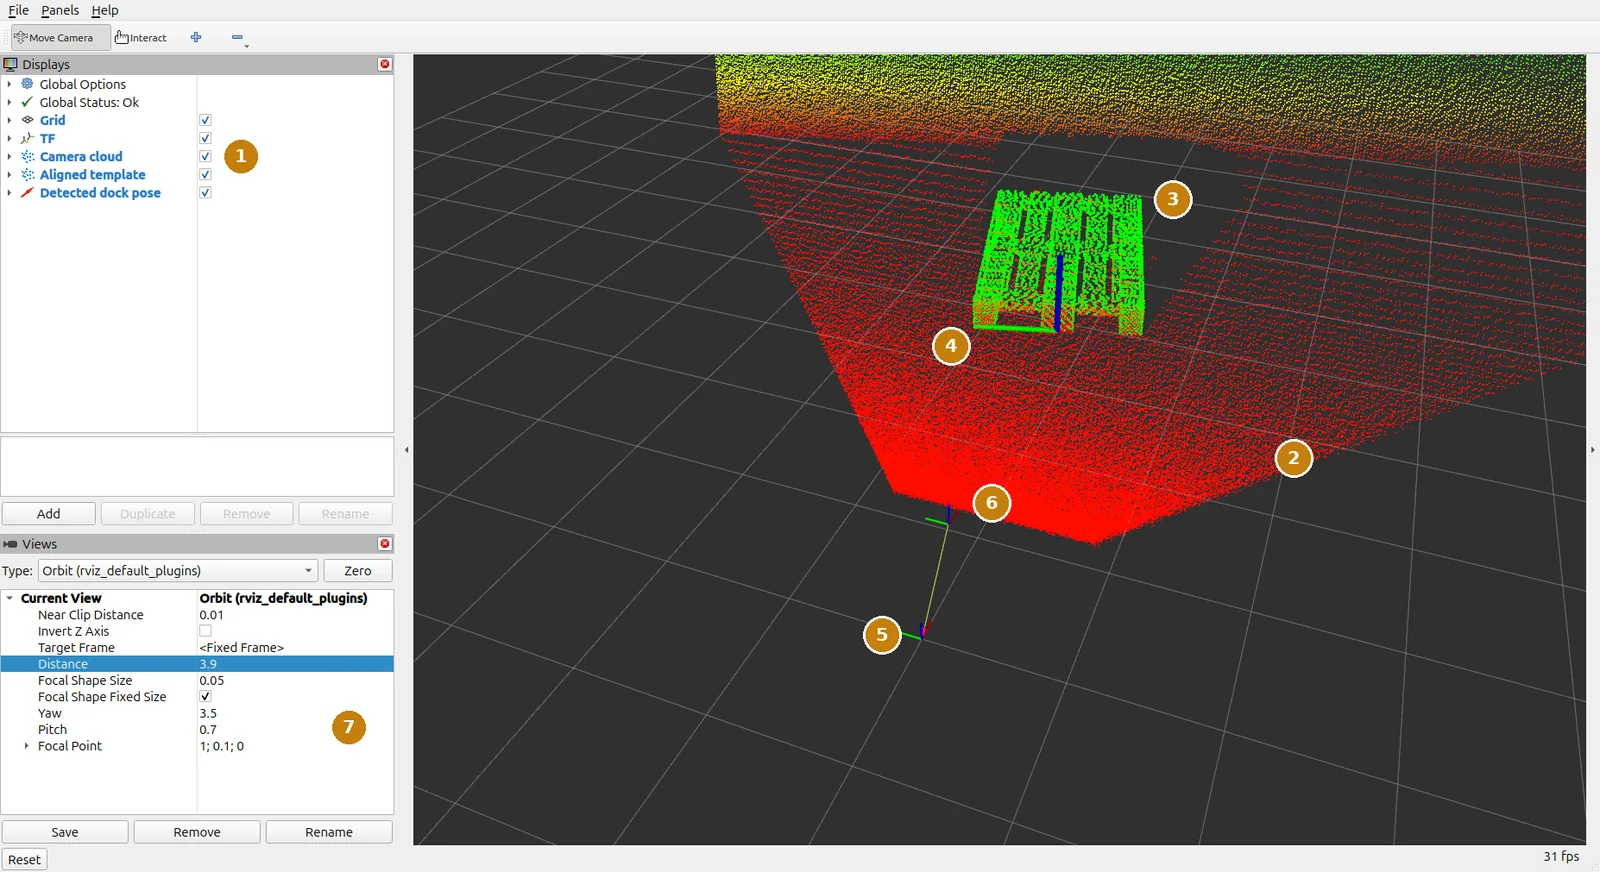 File Panels Help
Move Camera Interact
Displays
Global Options
Global Status: Ok
Grid
TF
Camera cloud
1
Aligned template
Detected dock pose
3
4
2
6
5
Add Duplicate Remove Rename
Views
Type: Orbit (rviz_default_plugins) Zero
Current View Orbit (rviz_default_plugins)
Near Clip Distance 0.01
Invert Z Axis
Target Frame <Fixed Frame>
Distance 3.9
Focal Shape Size 0.05
Focal Shape Fixed Size
Yaw 3.5
Pitch 0.7
7
Focal Point 1; 0.1; 0
Save Remove Rename
Reset 31 fps